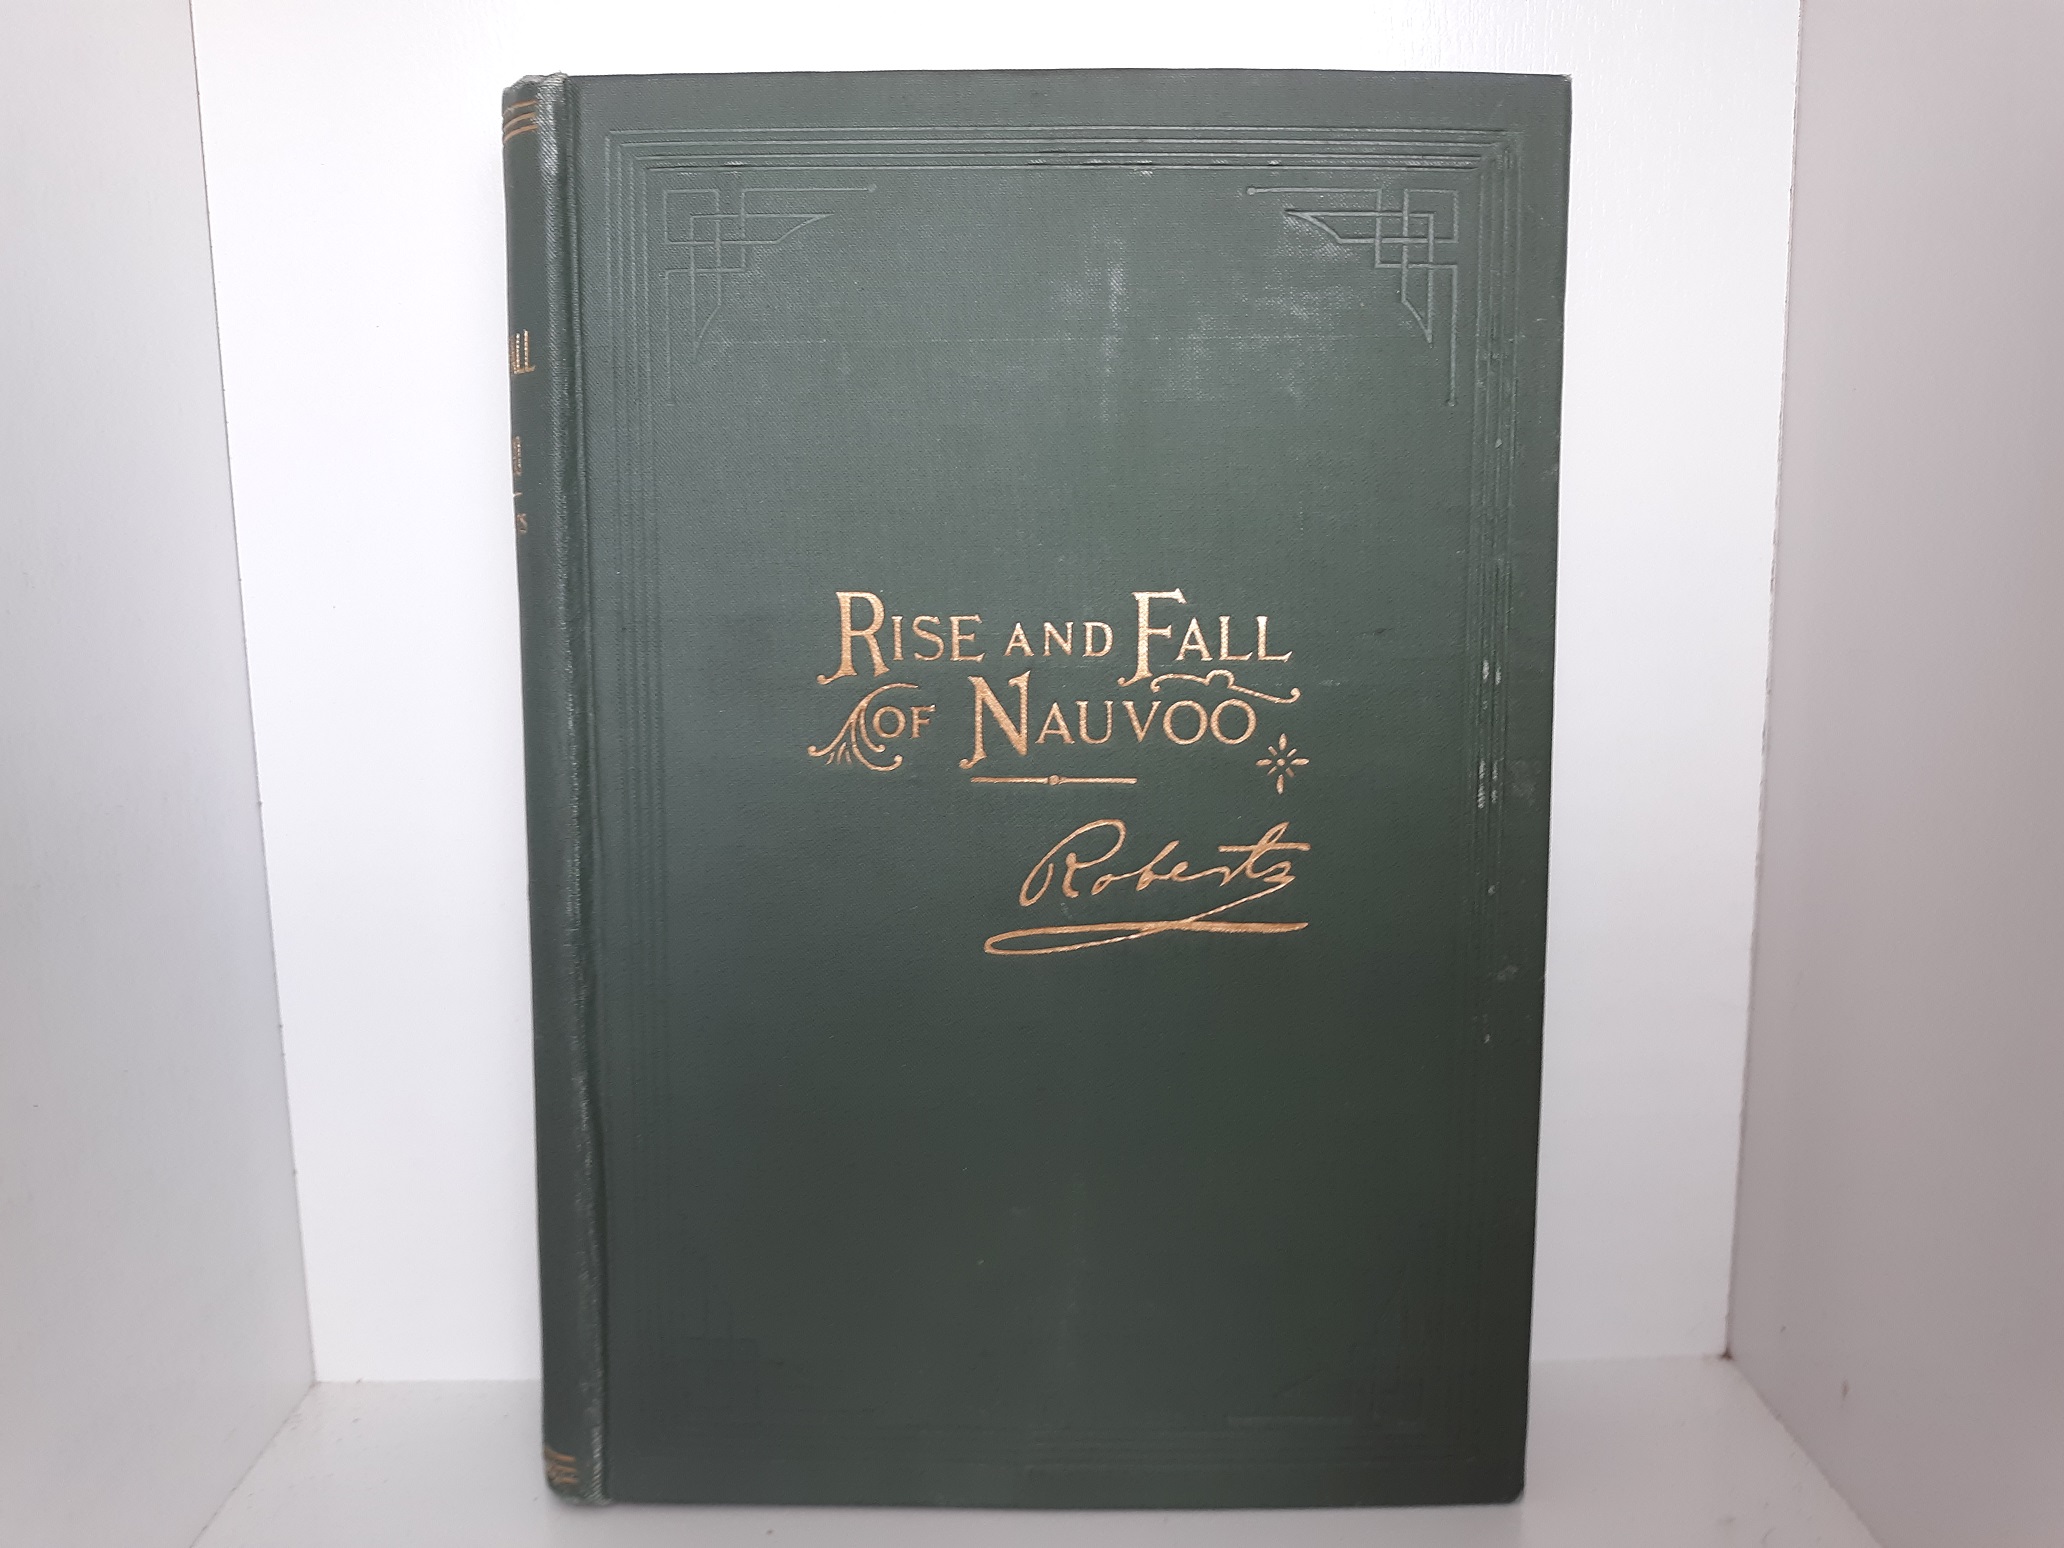 RISE AND FALL
OF NAUVOO
Roberts